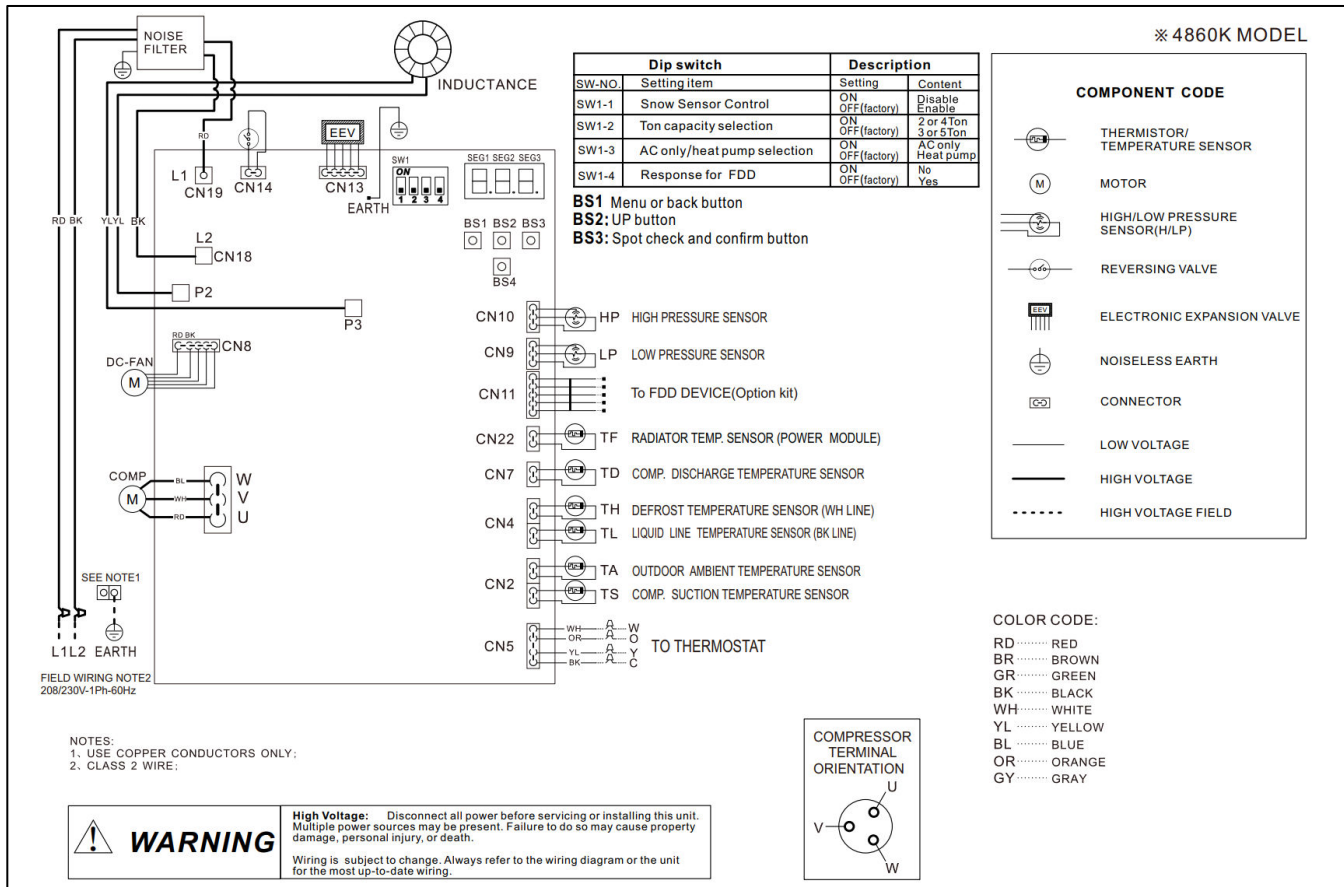 ※4860K MODEL
NOISE
FILTER
INDUCTANCE
Dip switch Description
SW-NO. Setting item Setting Content
SW1-1 Snow Sensor Control ON Disable
OFF(factory) Enable
SW1-2 Ton capacity selection ON 2 or 4Ton
OFF(factory) 3 or 5Ton
SW1-3 AC only/heat pump selection ON AC only
OFF(factory) Heat pump
SW1-4 Response for FDD ON No
OFF(factory) Yes
BS1 Menu or back button
BS2: UP button
BS3: Spot check and confirm button
RD
L1
CN19
CN14
EEV
CN13
EARTH
SW1
ON
1 2 3 4
SEG1 SEG2 SEG3
BS1 BS2 BS3
BS4
RD BK YL YL BK
L2
CN18
P2
P3
RD BK
CN8
DC-FAN
M
COMP
M
BL W
WH V
RD U
SEE NOTE1
L1 L2 EARTH
FIELD WIRING NOTE2
208/230V-1Ph-60Hz
CN10 HP HIGH PRESSURE SENSOR
CN9 LP LOW PRESSURE SENSOR
CN11 To FDD DEVICE(Option kit)
CN22 TF RADIATOR TEMP. SENSOR (POWER MODULE)
CN7 TD COMP. DISCHARGE TEMPERATURE SENSOR
CN4 TH DEFROST TEMPERATURE SENSOR (WH LINE)
TL LIQUID LINE TEMPERATURE SENSOR (BK LINE)
CN2 TA OUTDOOR AMBIENT TEMPERATURE SENSOR
TS COMP. SUCTION TEMPERATURE SENSOR
CN5 WH W
OR O
YL Y
BK C
TO THERMOSTAT
COMPONENT CODE
THERMISTOR/
TEMPERATURE SENSOR
M MOTOR
HIGH/LOW PRESSURE
SENSOR(H/LP)
REVERSING VALVE
EEV ELECTRONIC EXPANSION VALVE
NOISELESS EARTH
CONNECTOR
LOW VOLTAGE
HIGH VOLTAGE
HIGH VOLTAGE FIELD
COLOR CODE:
RD ········ RED
BR ········ BROWN
GR ········ GREEN
BK ········ BLACK
WH ········ WHITE
YL ········ YELLOW
BL ········ BLUE
OR ········ ORANGE
GY ········ GRAY
NOTES:
1、USE COPPER CONDUCTORS ONLY;
2、CLASS 2 WIRE;
COMPRESSOR
TERMINAL
ORIENTATION
U
V
W
WARNING
High Voltage: Disconnect all power before servicing or installing this unit.
Multiple power sources may be present. Failure to do so may cause property
damage, personal injury, or death.
Wiring is subject to change. Always refer to the wiring diagram or the unit
for the most up-to-date wiring.